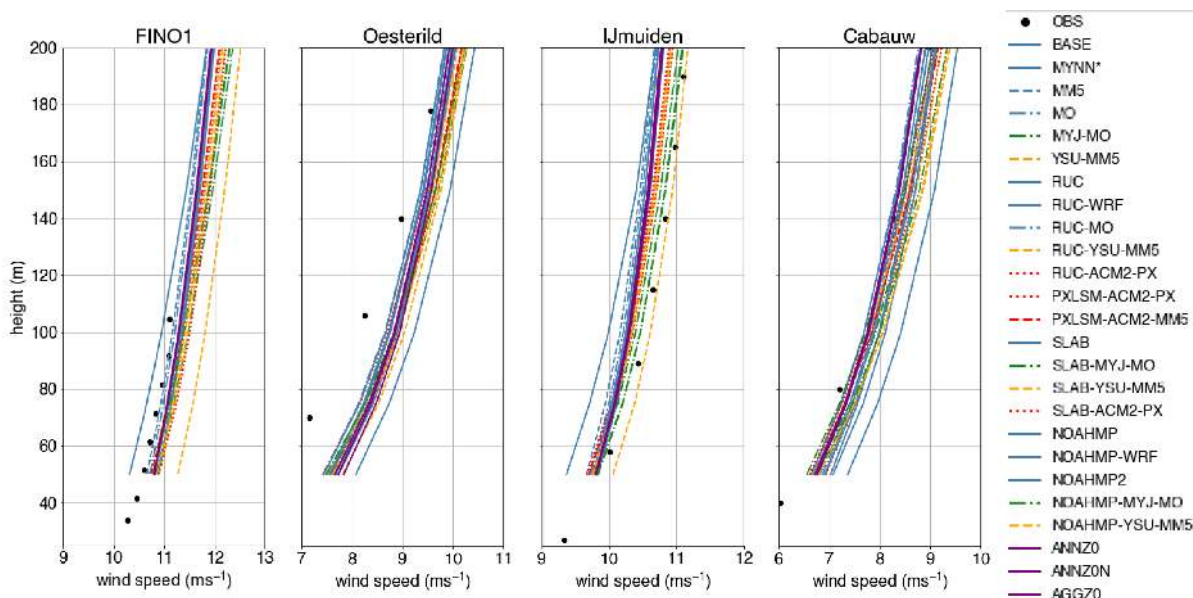 FINO1
Oesterild
IJmuiden
Cabauw
200
180
160
140
120
100
80
60
40
height (m)
9 10 11 12 13
7 8 9 10 11
9 10 11 12
6 7 8 9 10
wind speed (ms⁻¹)
wind speed (ms⁻¹)
wind speed (ms⁻¹)
wind speed (ms⁻¹)
OBS
BASE
MYNN*
MM5
MO
MYJ-MO
YSU-MM5
RUC
RUC-WRF
RUC-MO
RUC-YSU-MM5
RUC-ACM2-PX
PXLSM-ACM2-PX
PXLSM-ACM2-MM5
SLAB
SLAB-MYJ-MO
SLAB-YSU-MM5
SLAB-ACM2-PX
NOAHMP
NOAHMP-WRF
NOAHMP2
NOAHMP-MYJ-MO
NOAHMP-YSU-MM5
ANNZ0
ANNZ0N
AGGZ0